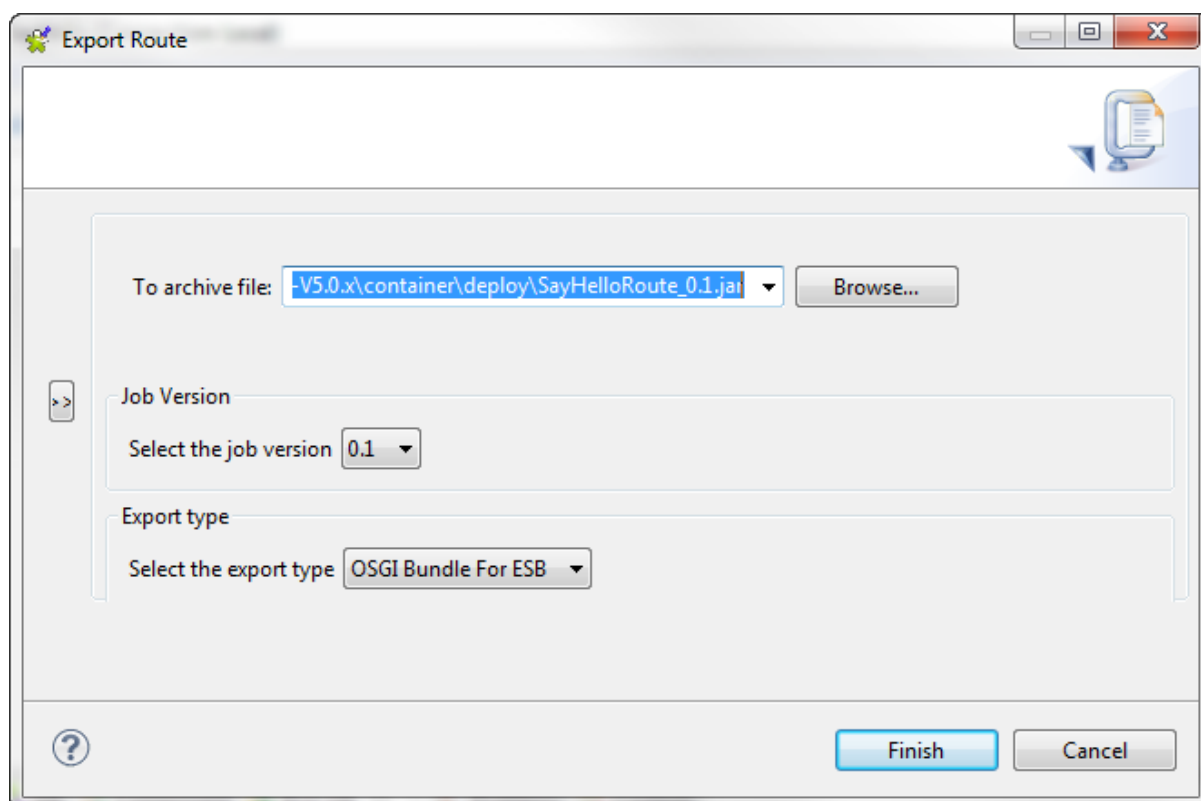 Export Route
To archive file: -V5.0.x\container\deploy\SayHelloRoute_0.1.jar Browse...
>>
Job Version
Select the job version 0.1
Export type
Select the export type OSGI Bundle For ESB
? Finish Cancel